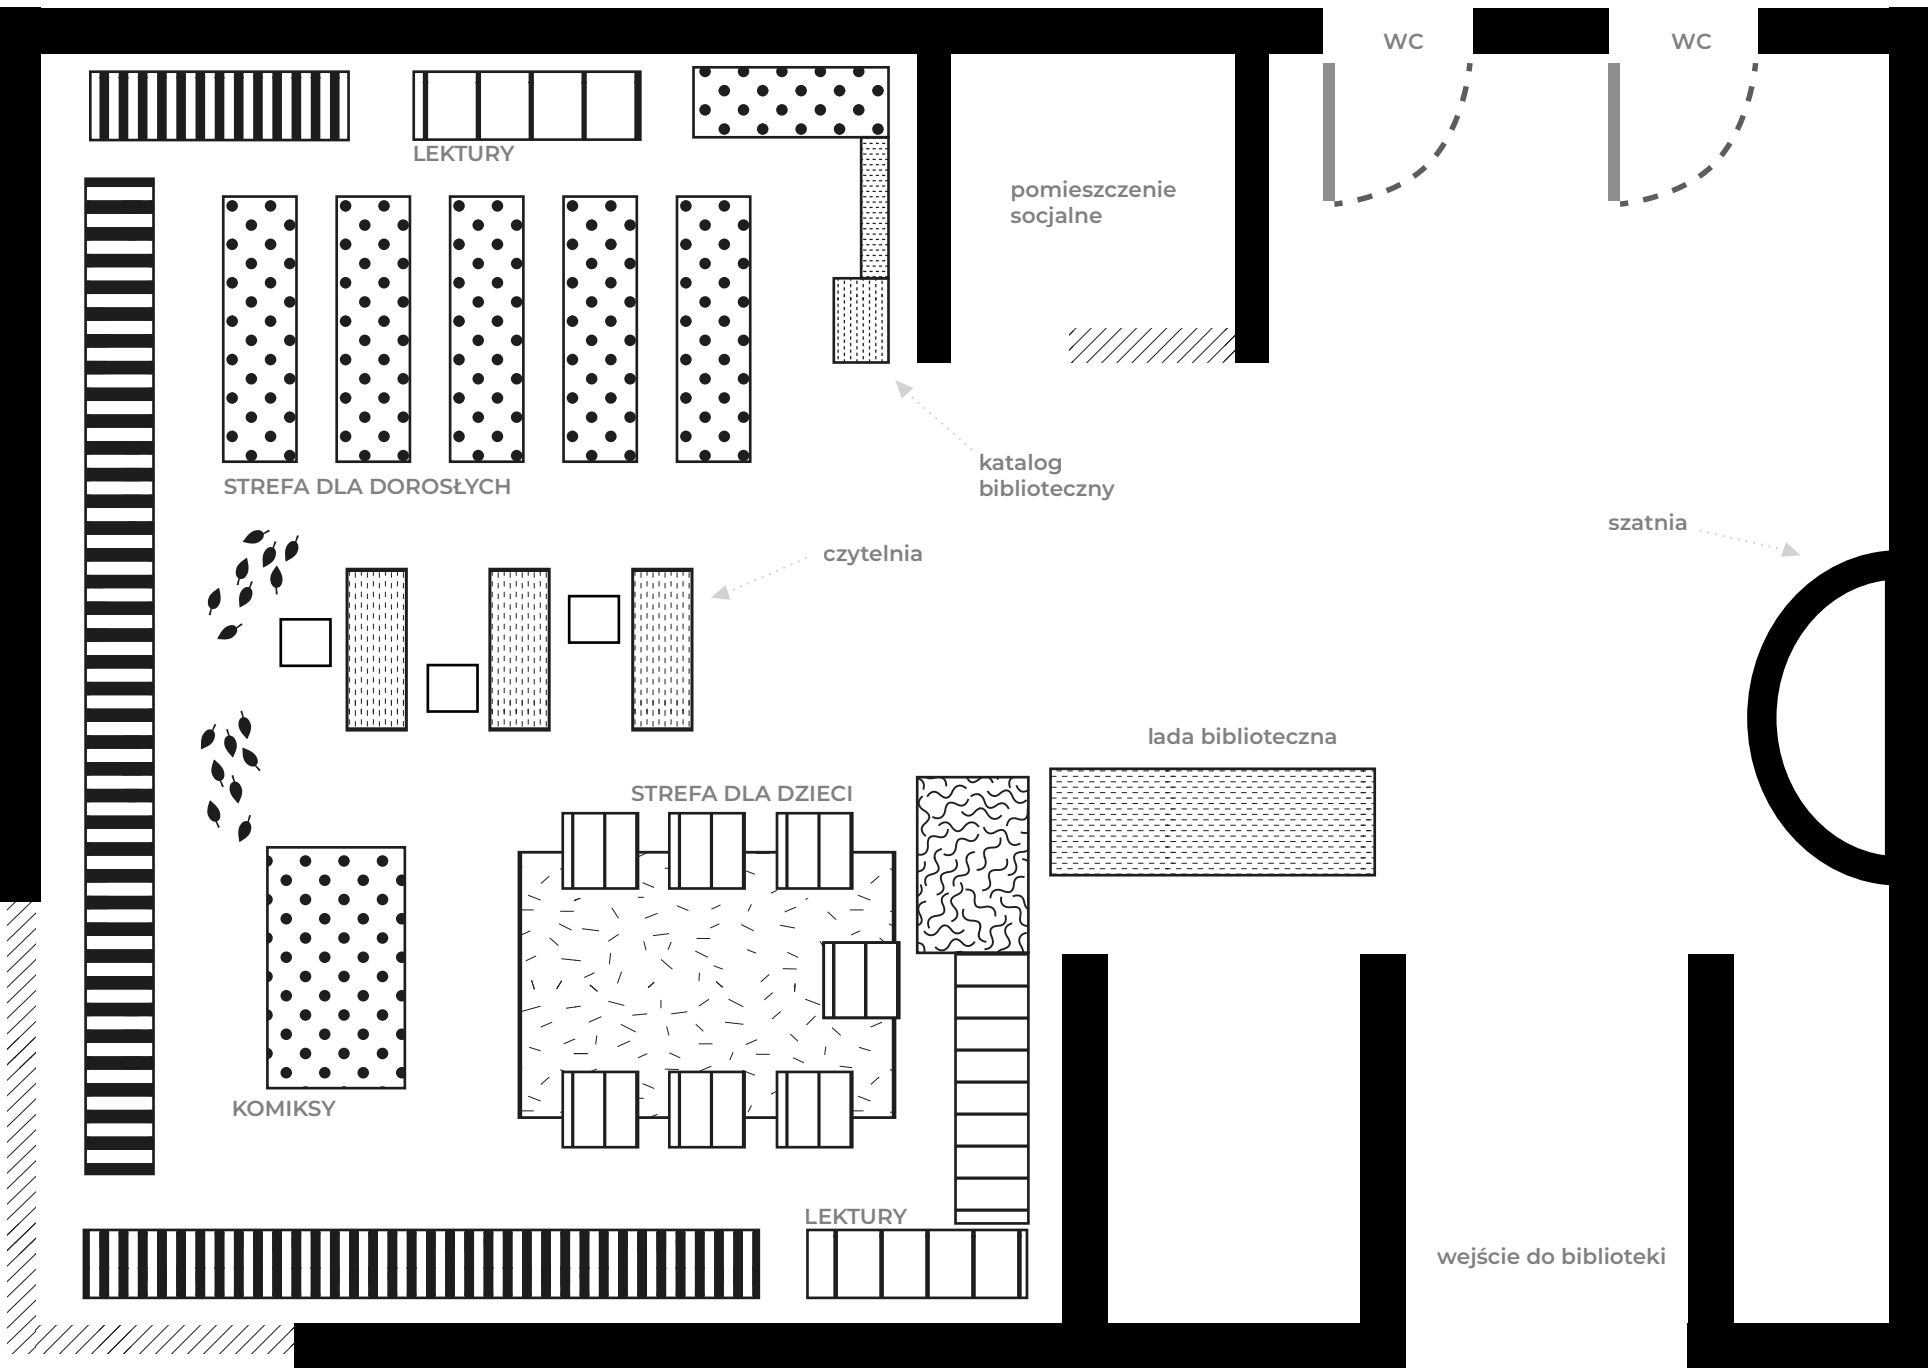 WC
WC
LEKTURY
pomieszczenie
socjalne
katalog
biblioteczny
STREFA DLA DOROSŁYCH
szatnia
czytelnia
lada biblioteczna
STREFA DLA DZIECI
KOMIKSY
LEKTURY
wejście do biblioteki